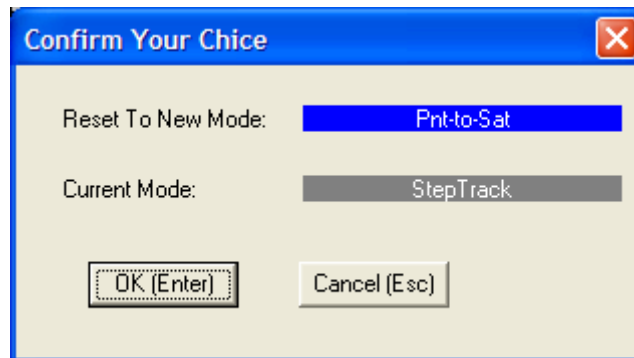 Confirm Your Chice
Reset To New Mode: Pnt-to-Sat
Current Mode: StepTrack
OK (Enter) Cancel (Esc)